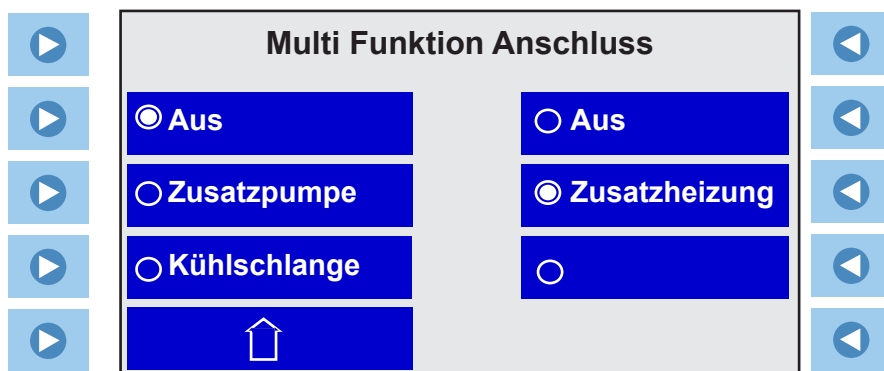 Multi Funktion Anschluss
Aus
Aus
Zusatzpumpe
Zusatzheizung
Kühlschlange